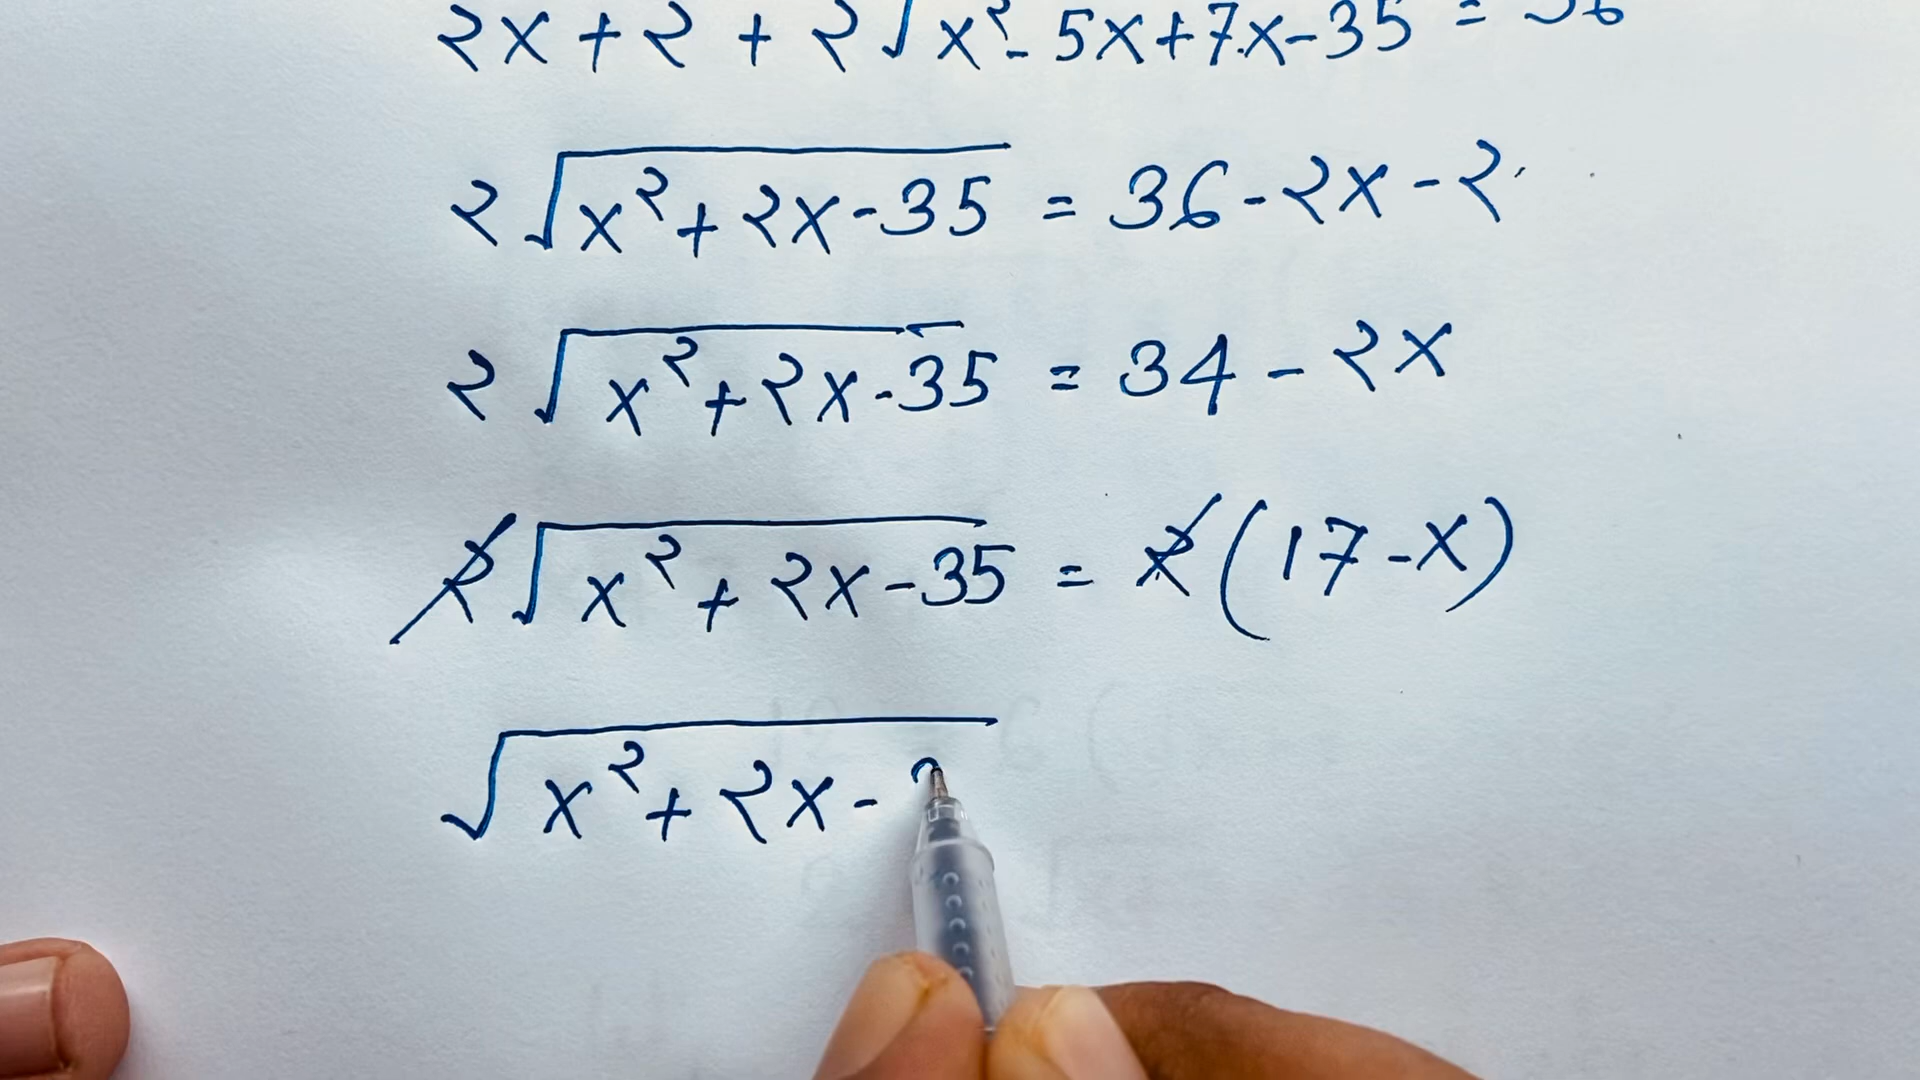 2x + 2 + 2√x² - 5x + 7x - 35 = 36
2√x² + 2x - 35 = 36 - 2x - 2
2√x² + 2x - 35 = 34 - 2x
2√x² + 2x - 35 = 2(17 - x)
√x² + 2x -